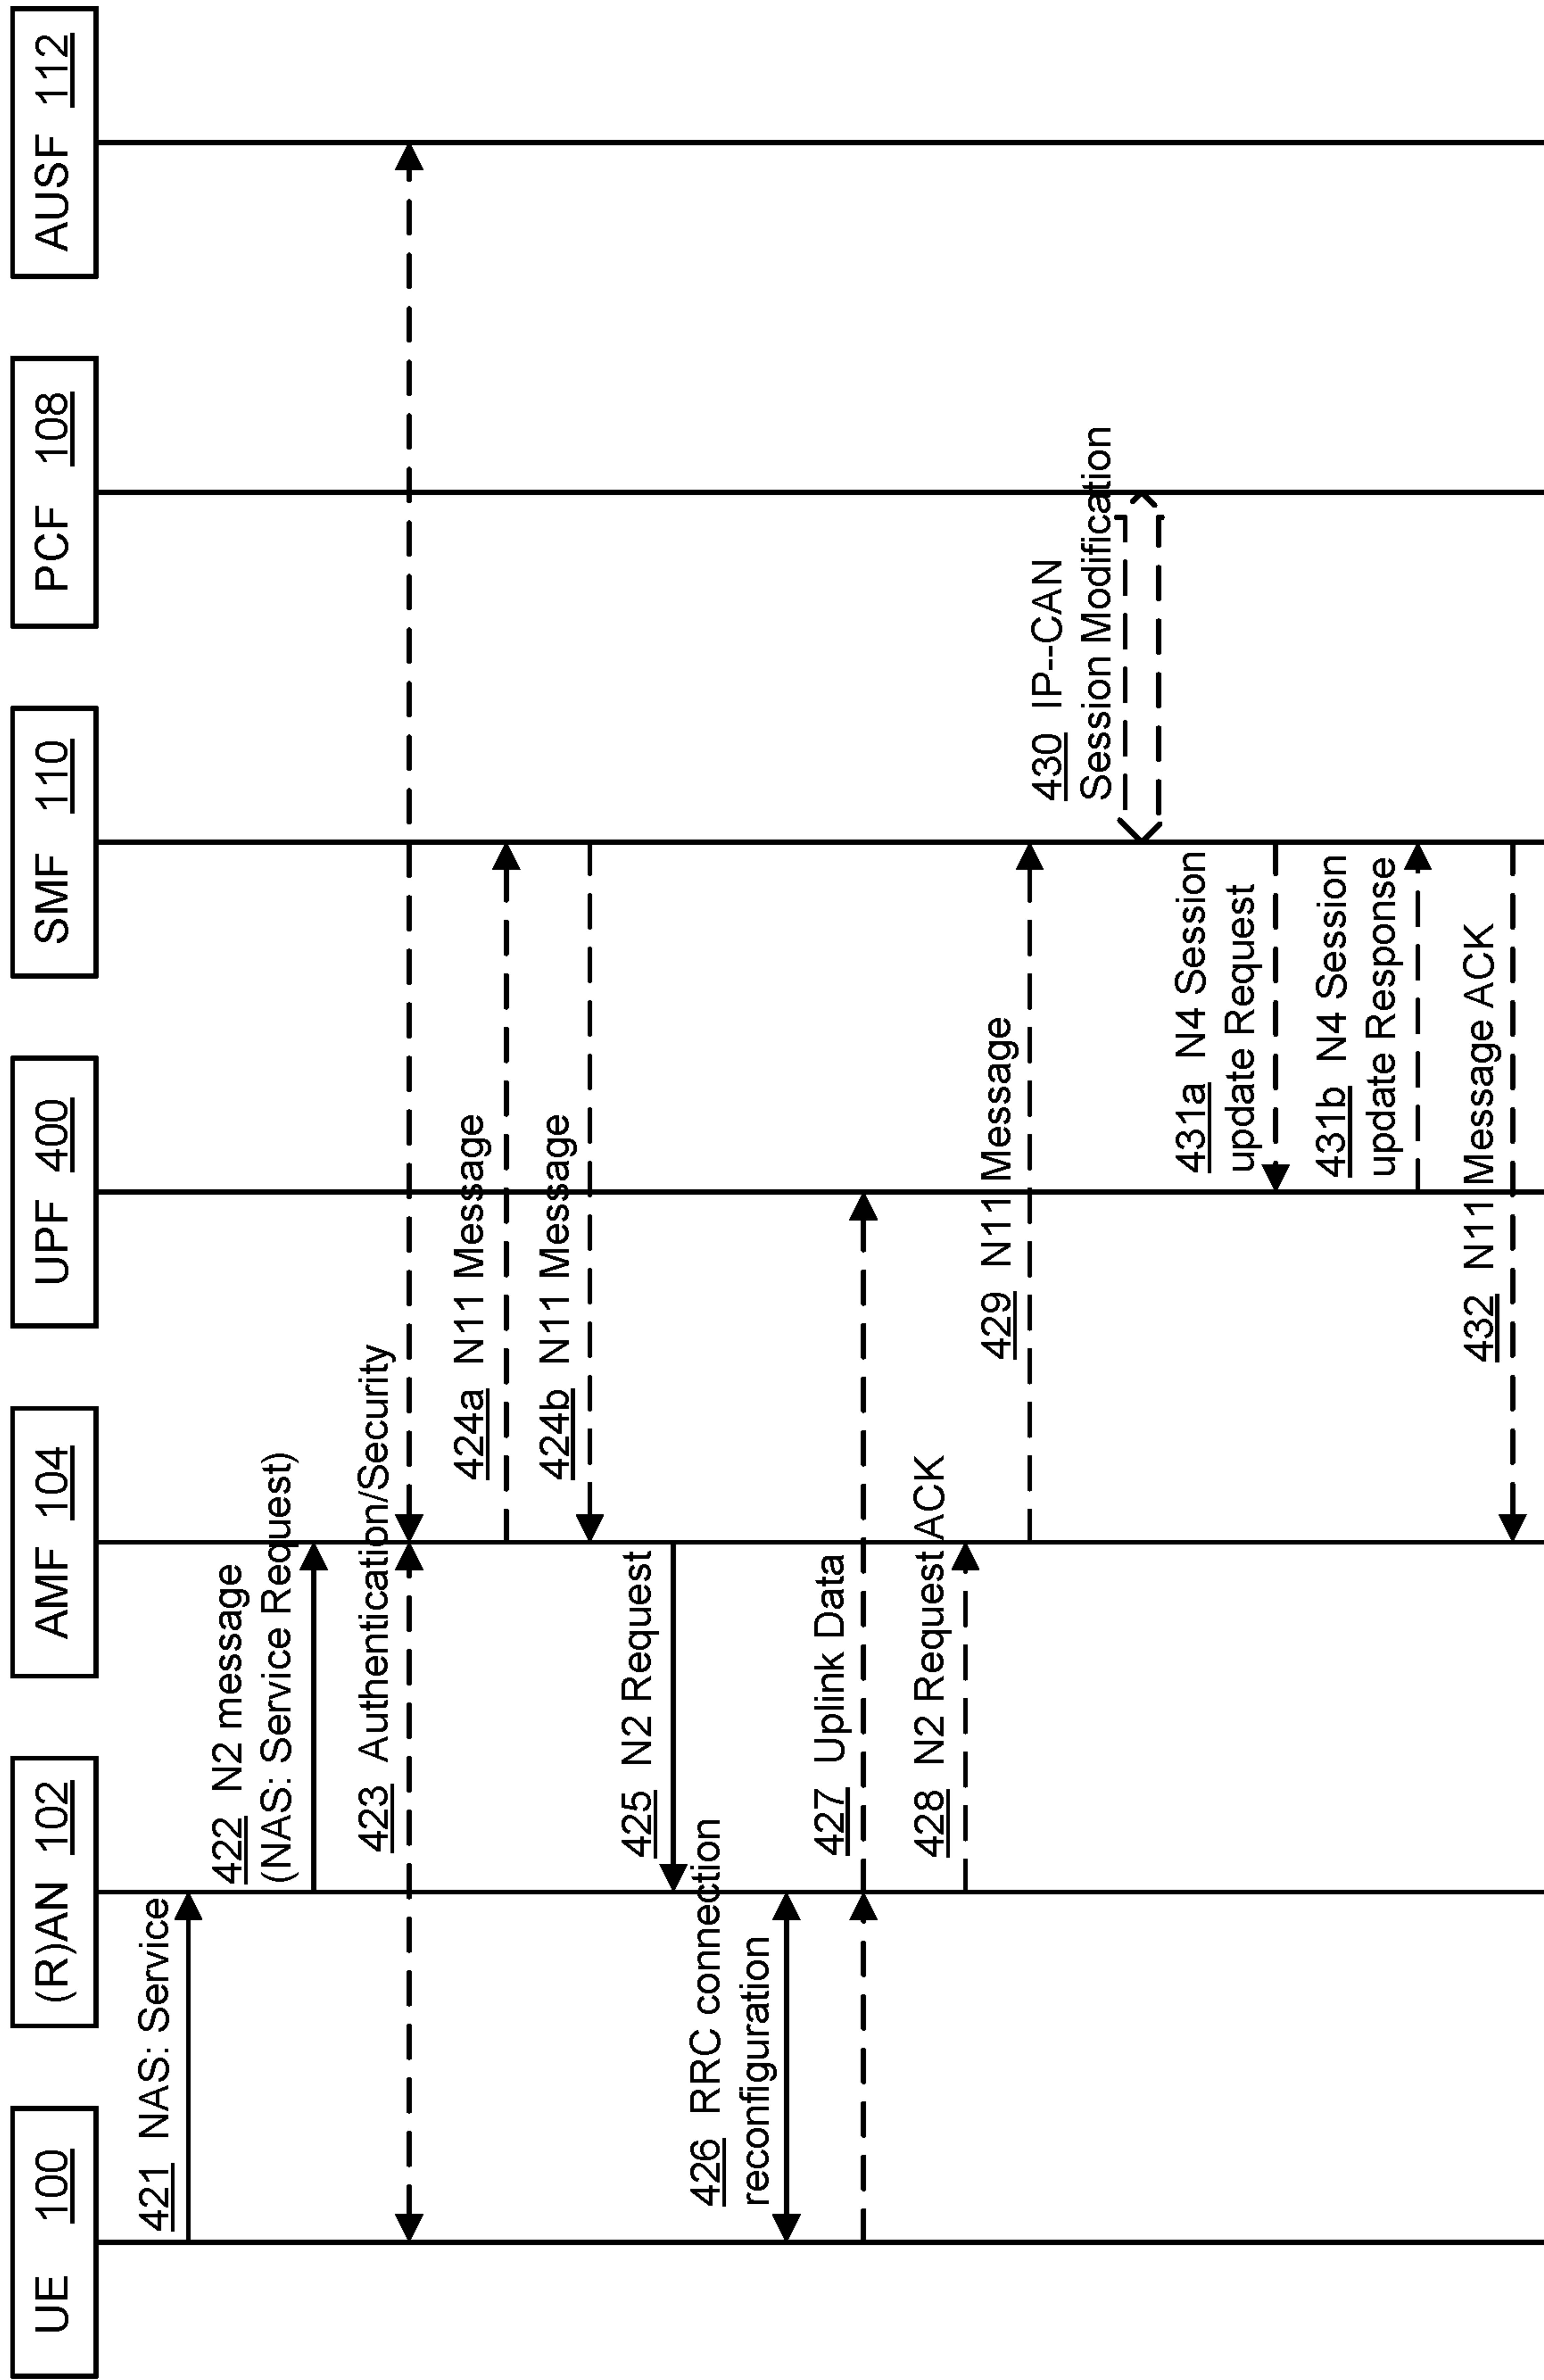 UE 100
(R)AN 102
AMF 104
UPF 400
SMF 110
PCF 108
AUSF 112
421 NAS: Service
422 N2 message
(NAS: Service Request)
423 Authentication/Security
424a N11 Message
424b N11 Message
425 N2 Request
426 RRC connection
reconfiguration
427 Uplink Data
428 N2 Request ACK
429 N11 Message
430 IP--CAN
Session Modification
431a N4 Session
update Request
431b N4 Session
update Response
432 N11 Message ACK